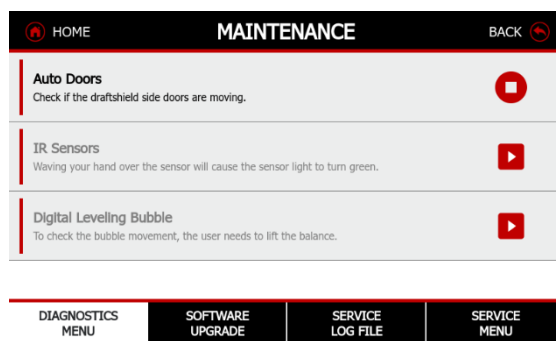 HOME MAINTENANCE BACK
Auto Doors
Check if the draftshield side doors are moving.
IR Sensors
Waving your hand over the sensor will cause the sensor light to turn green.
Digital Leveling Bubble
To check the bubble movement, the user needs to lift the balance.
DIAGNOSTICS MENU
SOFTWARE UPGRADE
SERVICE LOG FILE
SERVICE MENU